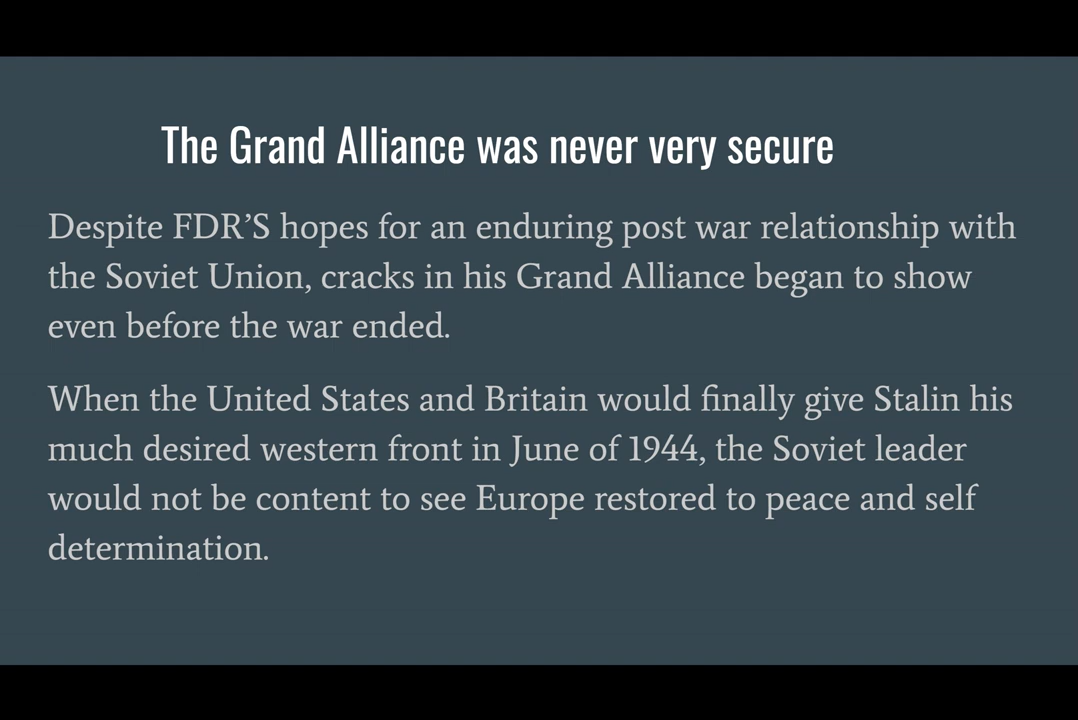 The Grand Alliance was never very secure
Despite FDR’S hopes for an enduring post war relationship with
the Soviet Union, cracks in his Grand Alliance began to show
even before the war ended.
When the United States and Britain would finally give Stalin his
much desired western front in June of 1944, the Soviet leader
would not be content to see Europe restored to peace and self
determination.